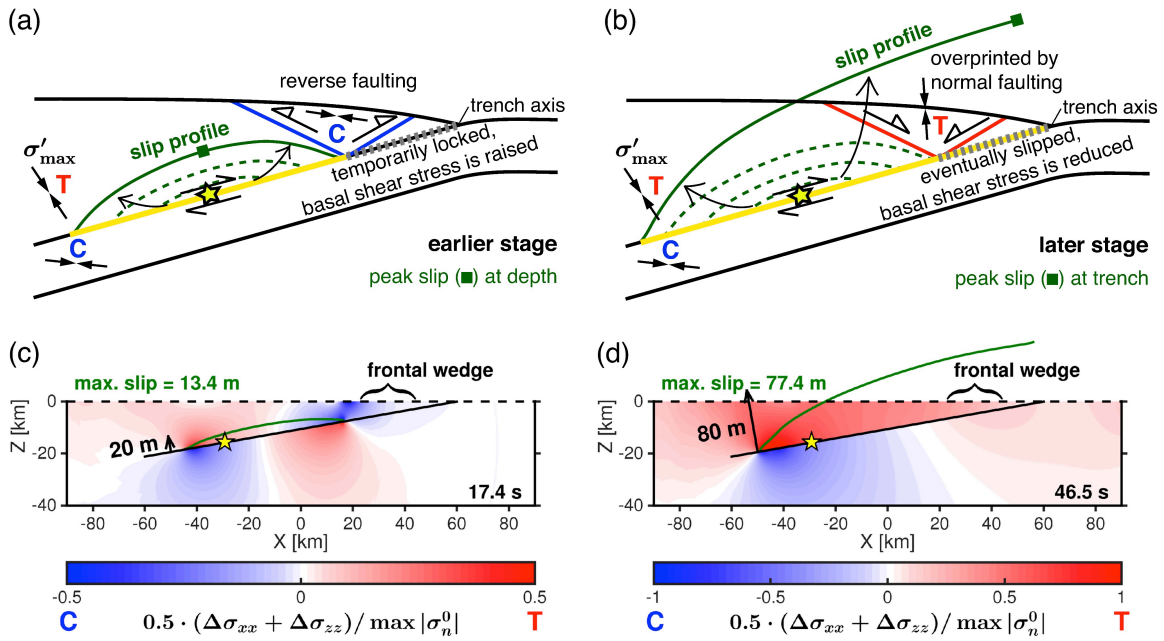 (a)
reverse faulting
trench axis
slip profile
C
σ′max
T
temporarily locked,
basal shear stress is raised
C
earlier stage
peak slip (■) at depth
(b)
slip profile
overprinted by
normal faulting
trench axis
T
σ′max
T
eventually slipped,
basal shear stress is reduced
C
later stage
peak slip (■) at trench
(c)
max. slip = 13.4 m
frontal wedge
20 m
17.4 s
Z [km]
0
-20
-40
-80 -60 -40 -20 0 20 40 60 80
X [km]
-0.5 0 0.5
C 0.5 · (Δσxx + Δσzz)/ max |σn0| T
(d)
max. slip = 77.4 m
frontal wedge
80 m
46.5 s
Z [km]
0
-20
-40
-80 -60 -40 -20 0 20 40 60 80
X [km]
-1 -0.5 0 0.5 1
C 0.5 · (Δσxx + Δσzz)/ max |σn0| T